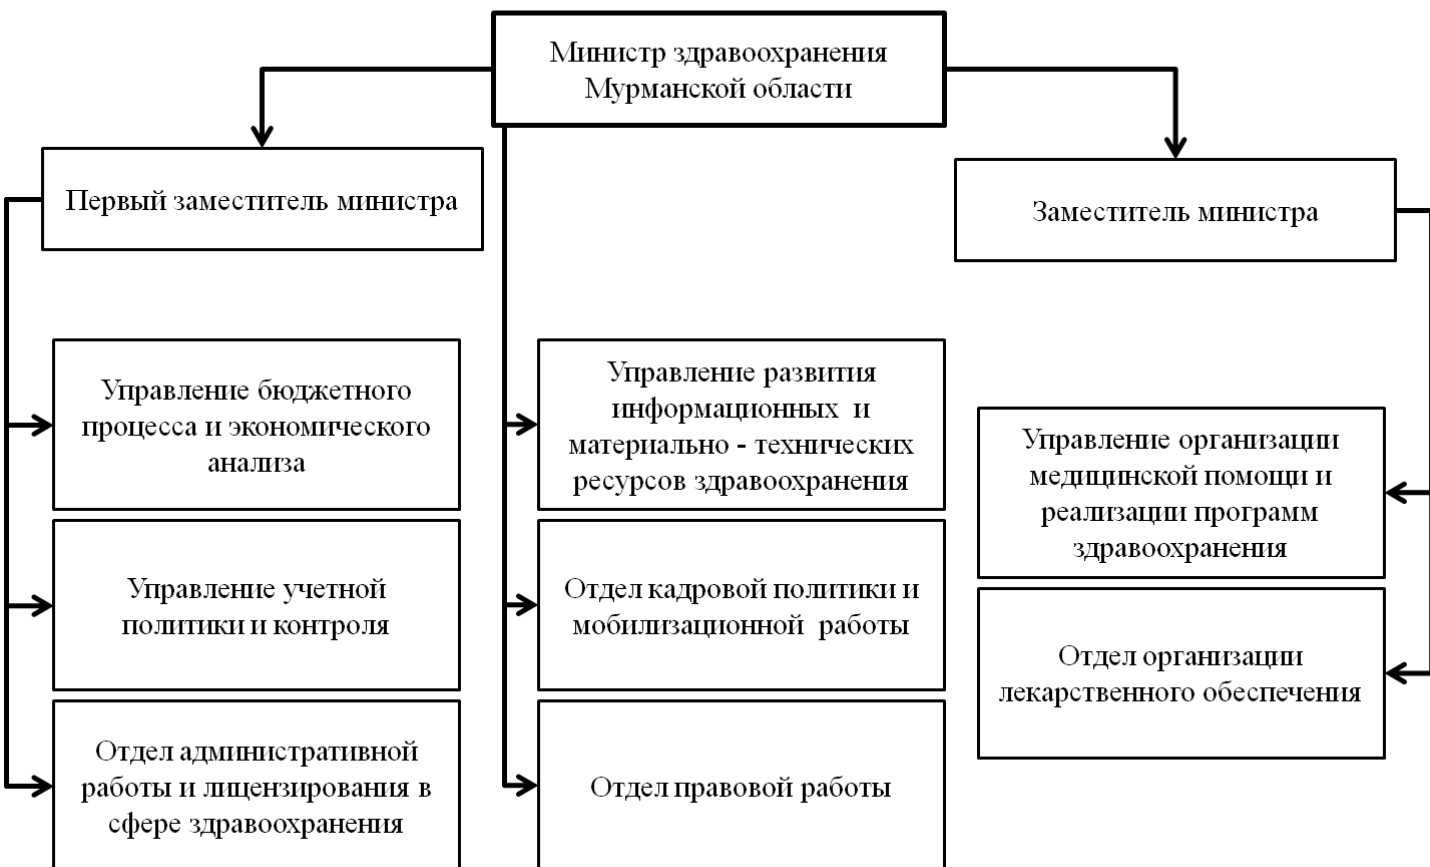 Министр здравоохранения
Мурманской области
Первый заместитель министра
Заместитель министра
Управление бюджетного
процесса и экономического
анализа
Управление учетной
политики и контроля
Отдел административной
работы и лицензирования в
сфере здравоохранения
Управление развития
информационных и
материально - технических
ресурсов здравоохранения
Отдел кадровой политики и
мобилизационной работы
Отдел правовой работы
Управление организации
медицинской помощи и
реализации программ
здравоохранения
Отдел организации
лекарственного обеспечения